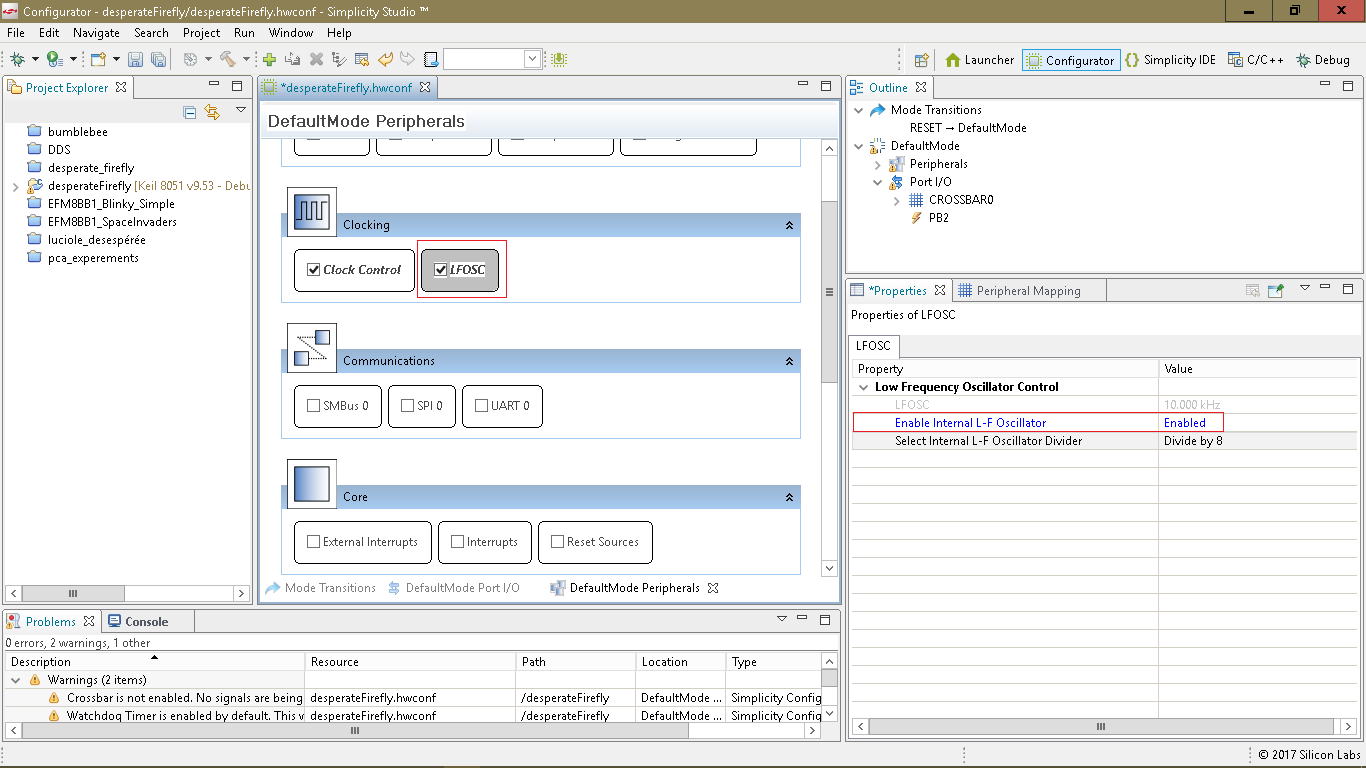 Configurator - desperateFirefly/desperateFirefly.hwconf - Simplicity Studio ™
File Edit Navigate Search Project Run Window Help
Launcher Configurator Simplicity IDE C/C++ Debug
Project Explorer
bumblebee
DDS
desperate_firefly
desperateFirefly [Keil 8051 v9.53 - Debu
EFM8BB1_Blinky_Simple
EFM8BB1_SpaceInvaders
luciole_desespérée
pca_experements
*desperateFirefly.hwconf
DefaultMode Peripherals
Clocking
Clock Control LFOSC
Communications
SMBus 0 SPI 0 UART 0
Core
External Interrupts Interrupts Reset Sources
Mode Transitions DefaultMode Port I/O DefaultMode Peripherals
Outline
Mode Transitions
RESET → DefaultMode
DefaultMode
Peripherals
Port I/O
CROSSBAR0
PB2
*Properties Peripheral Mapping
Properties of LFOSC
LFOSC
Property Value
Low Frequency Oscillator Control
LFOSC 10.000 kHz
Enable Internal L-F Oscillator Enabled
Select Internal L-F Oscillator Divider Divide by 8
Problems Console
0 errors, 2 warnings, 1 other
Description Resource Path Location Type
Warnings (2 items)
Crossbar is not enabled. No signals are being desperateFirefly.hwconf /desperateFirefly DefaultMode ... Simplicity Config
Watchdog Timer is enabled by default. This v desperateFirefly.hwconf /desperateFirefly DefaultMode ... Simplicity Config
© 2017 Silicon Labs